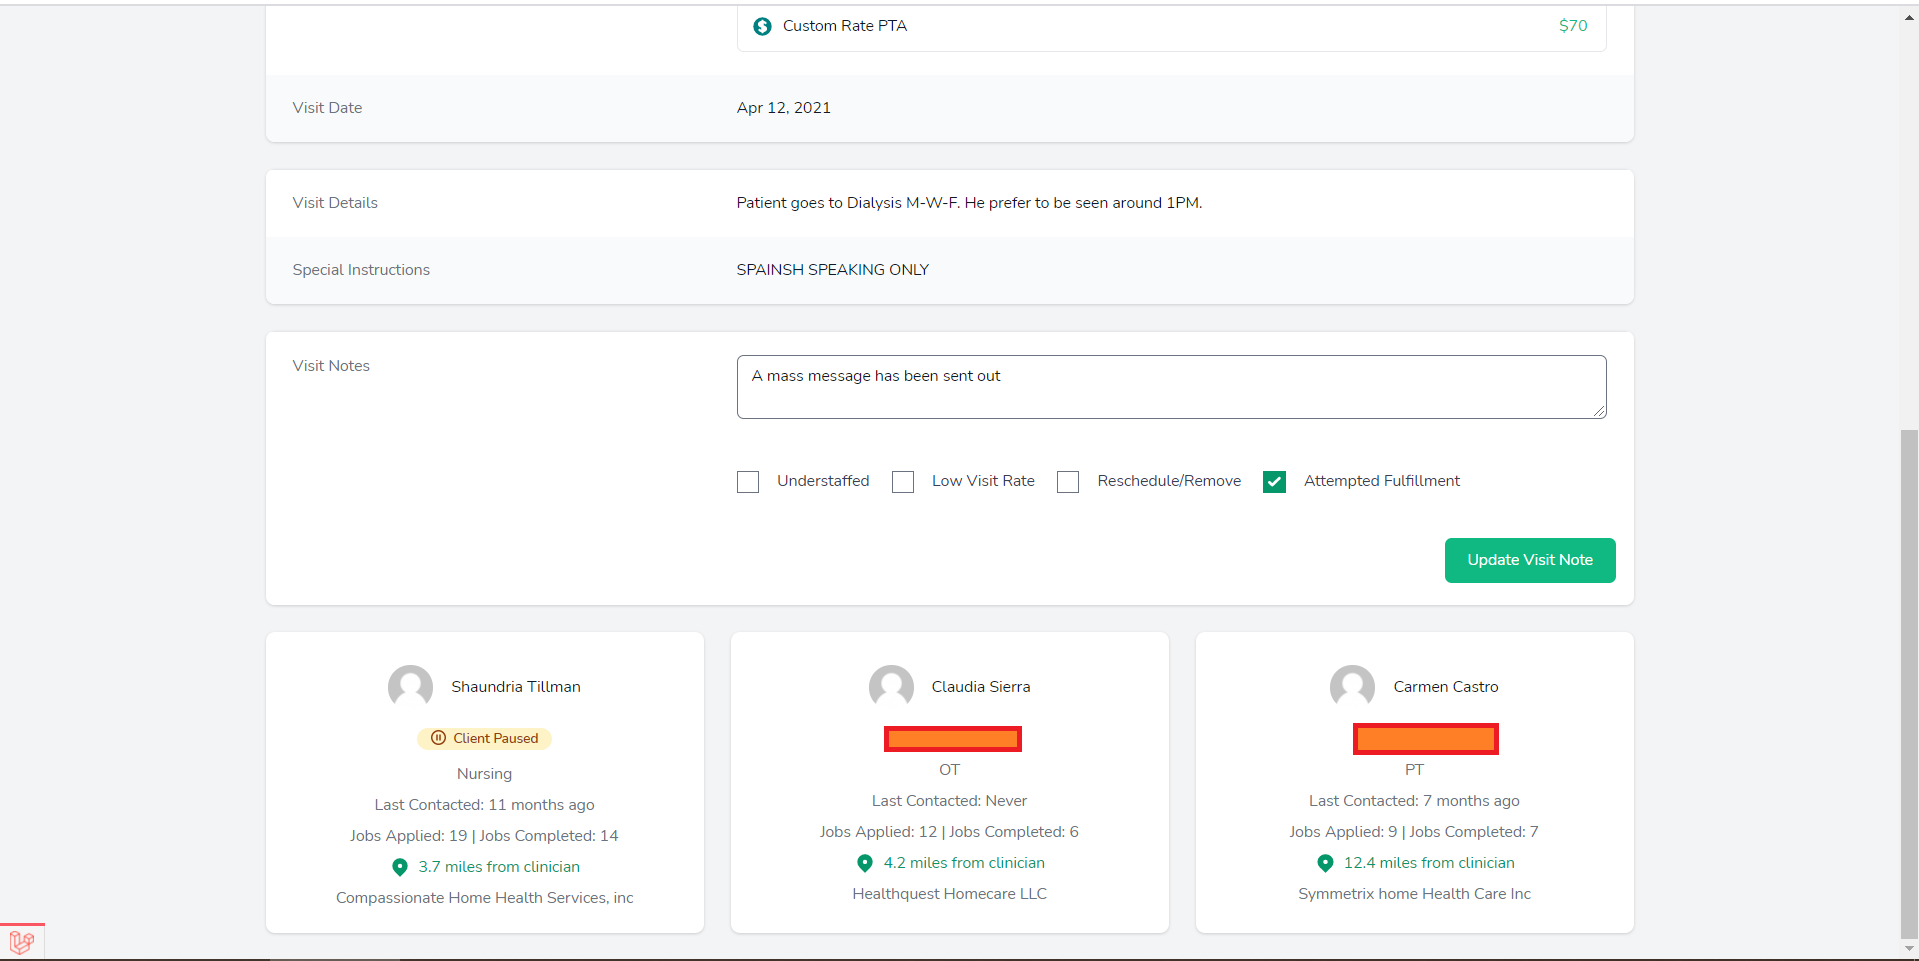 Custom Rate PTA $70
Visit Date Apr 12, 2021
Visit Details Patient goes to Dialysis M-W-F. He prefer to be seen around 1PM.
Special Instructions SPAINSH SPEAKING ONLY
Visit Notes A mass message has been sent out
Understaffed Low Visit Rate Reschedule/Remove Attempted Fulfillment
Update Visit Note
Shaundria Tillman
Client Paused
Nursing
Last Contacted: 11 months ago
Jobs Applied: 19 | Jobs Completed: 14
3.7 miles from clinician
Compassionate Home Health Services, inc
Claudia Sierra
OT
Last Contacted: Never
Jobs Applied: 12 | Jobs Completed: 6
4.2 miles from clinician
Healthquest Homecare LLC
Carmen Castro
PT
Last Contacted: 7 months ago
Jobs Applied: 9 | Jobs Completed: 7
12.4 miles from clinician
Symmetrix home Health Care Inc